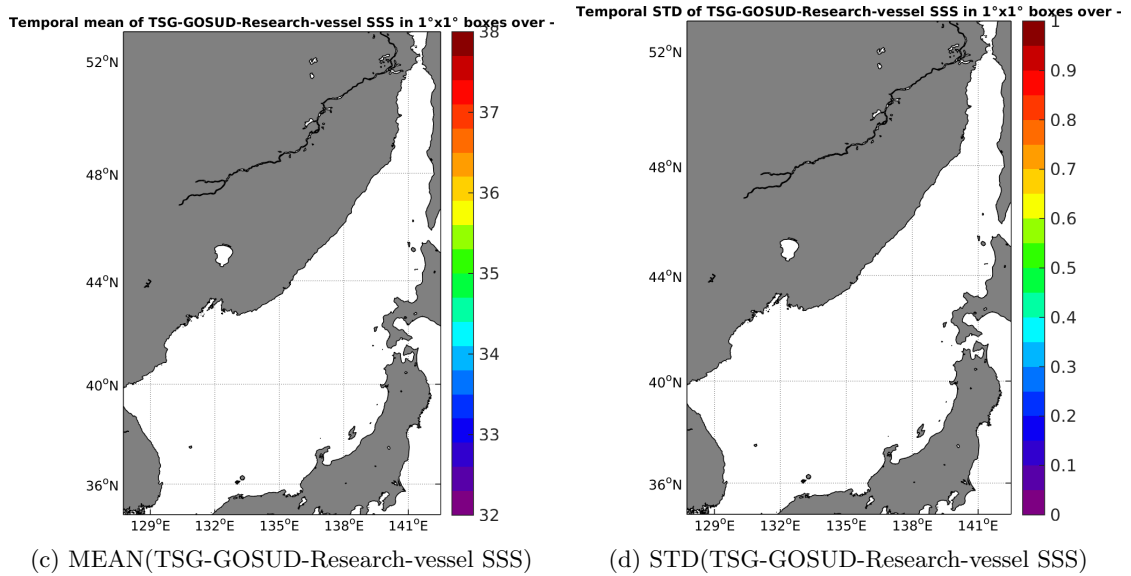 Temporal mean of TSG-GOSUD-Research-vessel SSS in 1°x1° boxes over -
52°N
48°N
44°N
40°N
36°N
129°E 132°E 135°E 138°E 141°E
38
37
36
35
34
33
32
(c) MEAN(TSG-GOSUD-Research-vessel SSS)
Temporal STD of TSG-GOSUD-Research-vessel SSS in 1°x1° boxes over -
52°N
48°N
44°N
40°N
36°N
129°E 132°E 135°E 138°E 141°E
1
0.9
0.8
0.7
0.6
0.5
0.4
0.3
0.2
0.1
0
(d) STD(TSG-GOSUD-Research-vessel SSS)